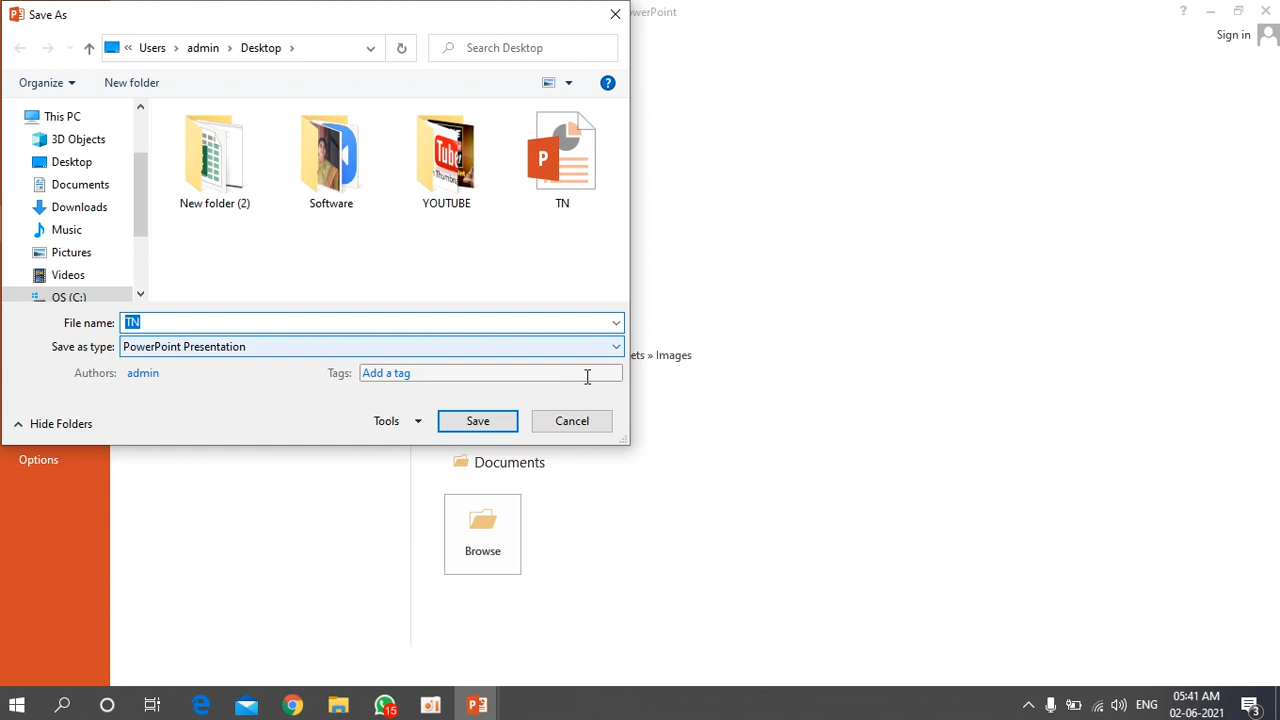 Save As
werPoint
Sign in
Users
admin
Desktop
Search Desktop
Organize
New folder
This PC
3D Objects
Desktop
Documents
Downloads
Music
Pictures
Videos
OS (C:)
New folder (2)
Software
YOUTUBE
TN
File name: TN
Save as type: PowerPoint Presentation
Authors: admin
Tags: Add a tag
Hide Folders
Tools
Save
Cancel
ets » Images
Options
Documents
Browse
15
ENG
05:41 AM
02-06-2021
3